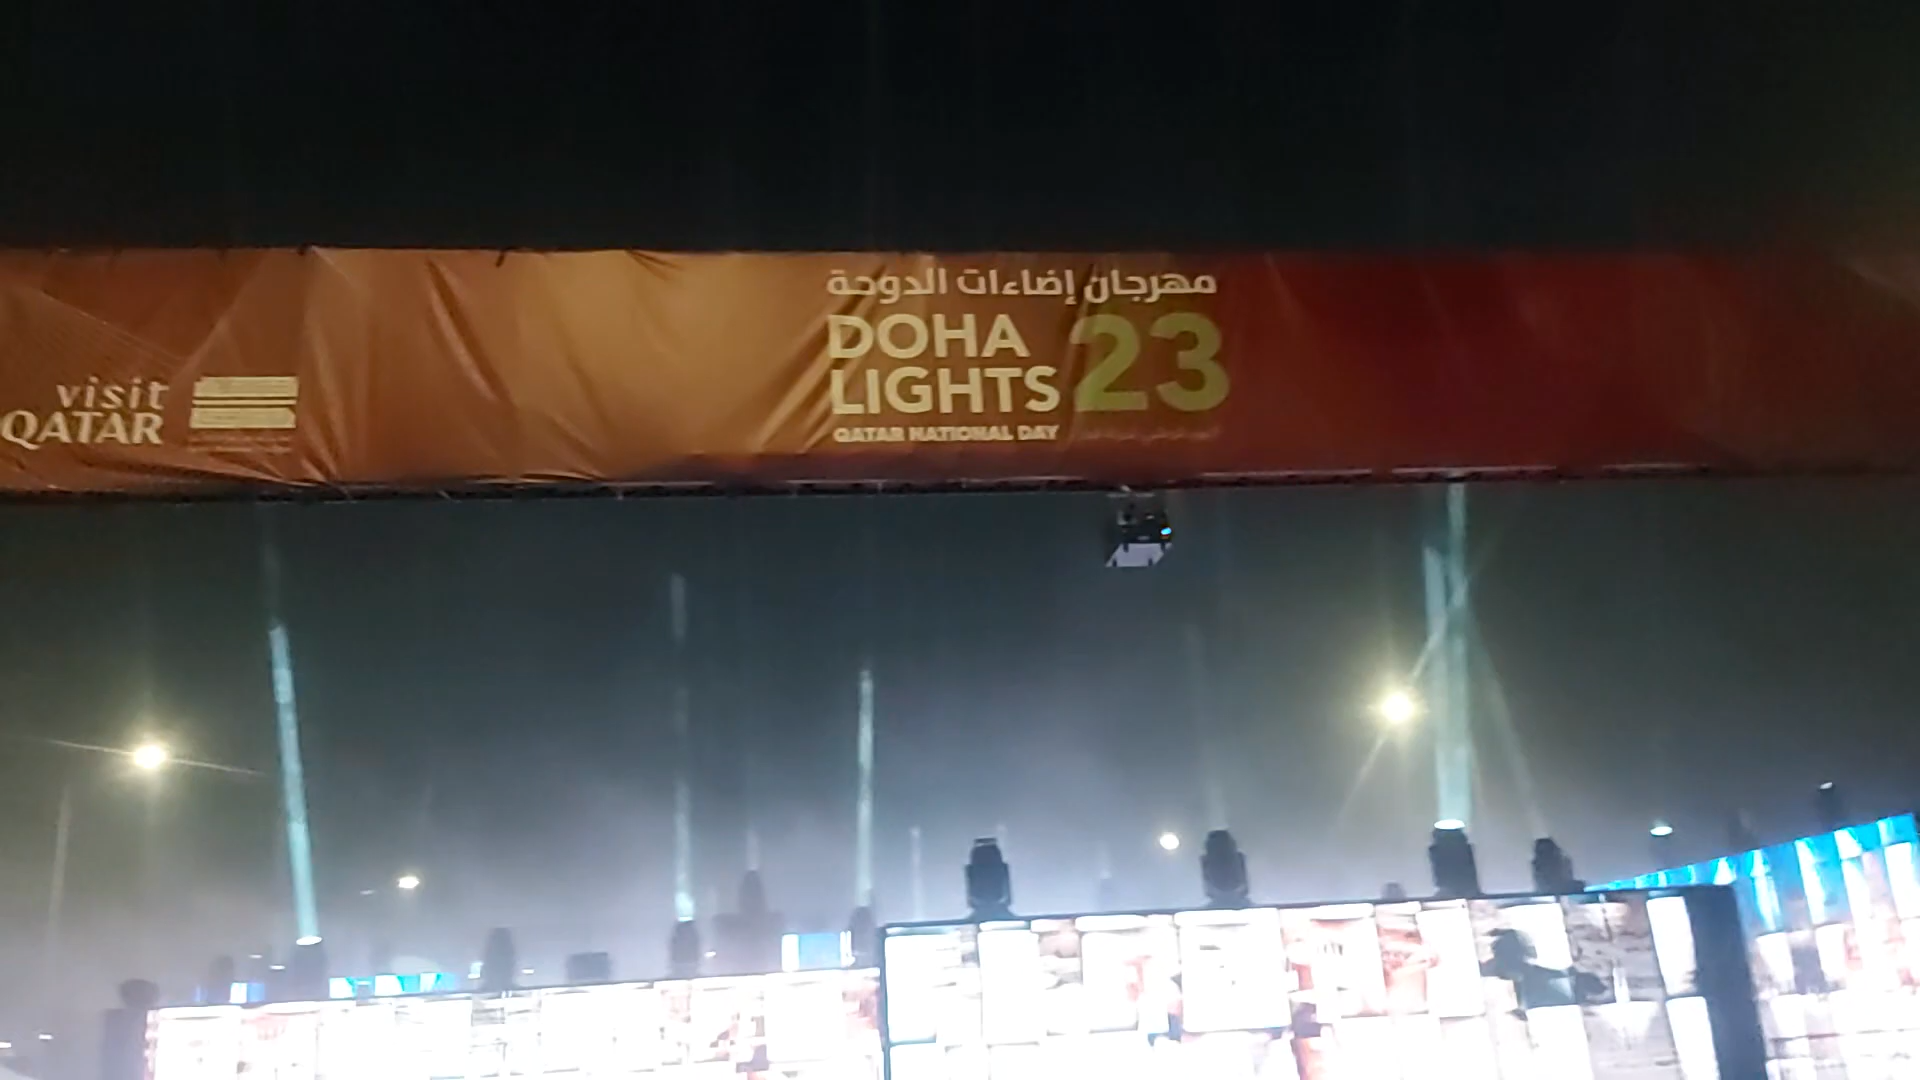 مهرجان إضاءات الدوحة
DOHA
LIGHTS
23
QATAR NATIONAL DAY
visit
QATAR